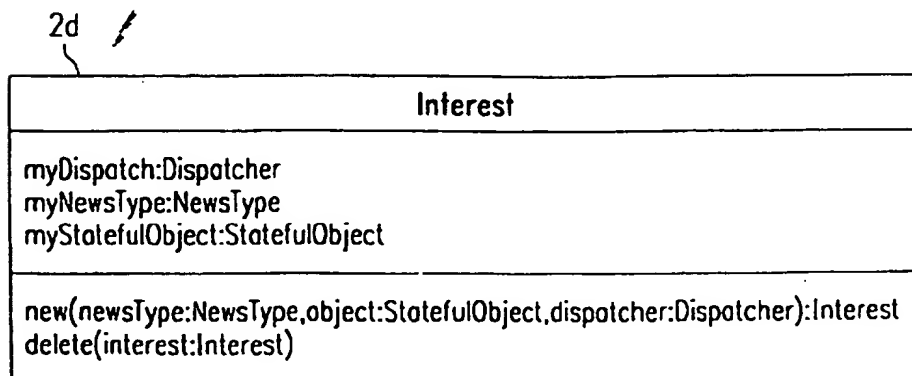 2d
Interest
myDispatch:Dispatcher
myNewsType:NewsType
myStatefulObject:StatefulObject
new(newsType:NewsType,object:StatefulObject,dispatcher:Dispatcher):Interest
delete(interest:Interest)